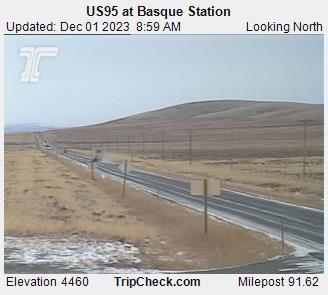 US95 at Basque Station
Updated: Dec 01 2023 8:59 AM Looking North
Elevation 4460 TripCheck.com Milepost 91.62